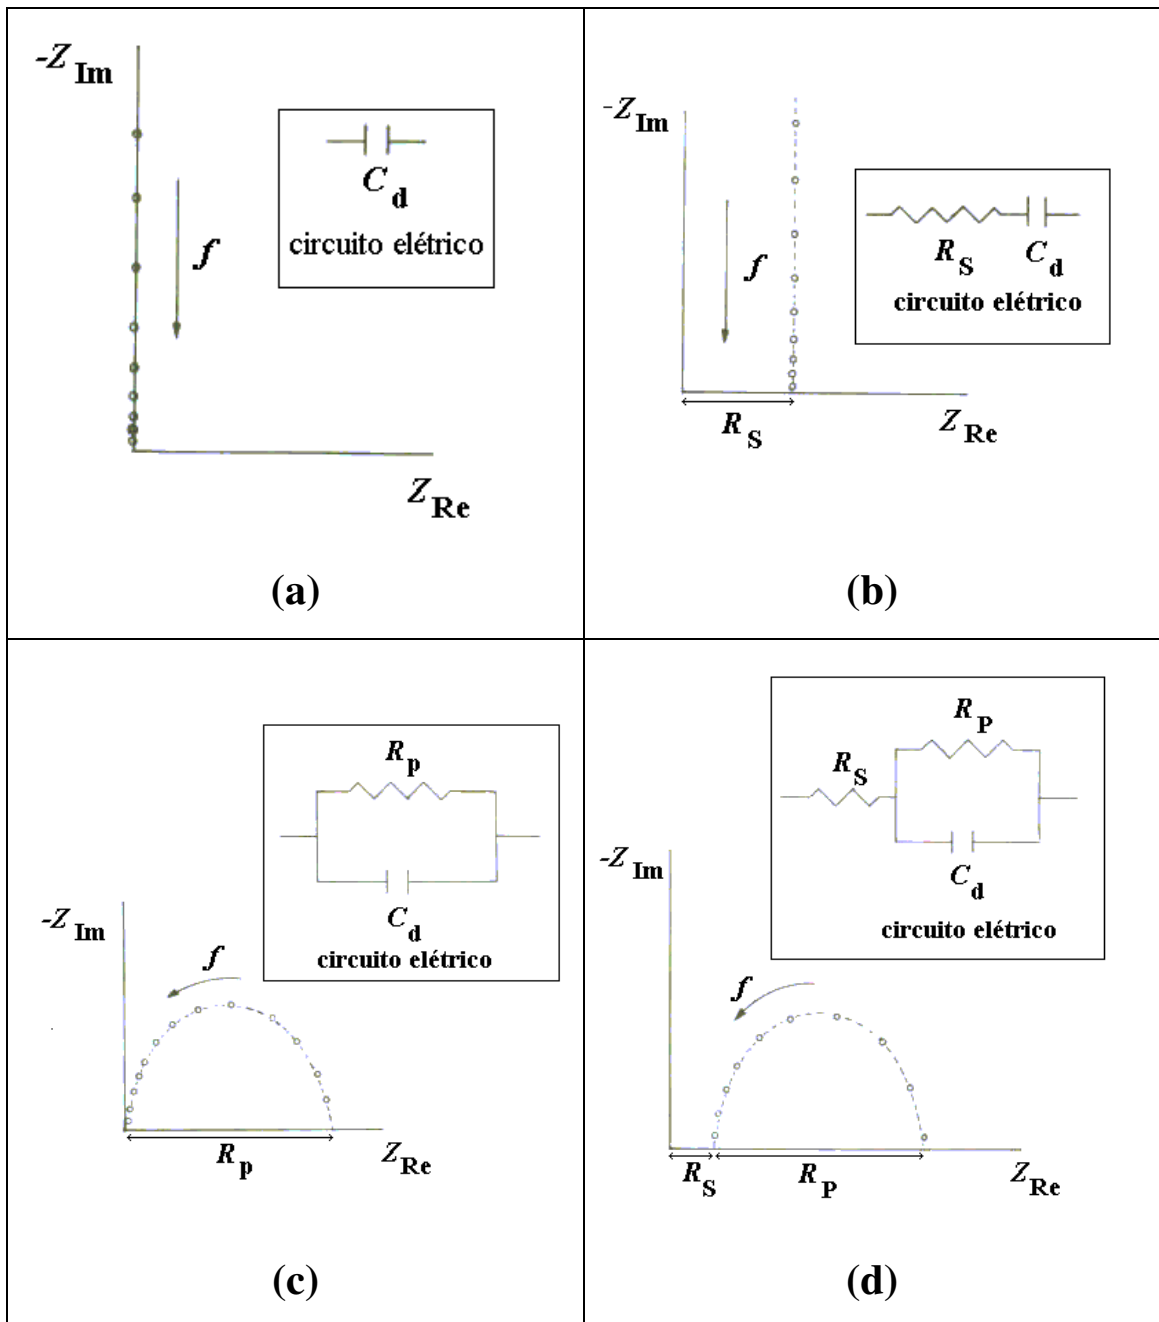 -Z Im
C d
circuito elétrico
f
Z Re
(a)
-Z Im
R S C d
circuito elétrico
f
R S
Z Re
(b)
R p
C d
circuito elétrico
-Z Im
f
R p
Z Re
(c)
R P
R S
C d
circuito elétrico
-Z Im
f
R S
R P
Z Re
(d)